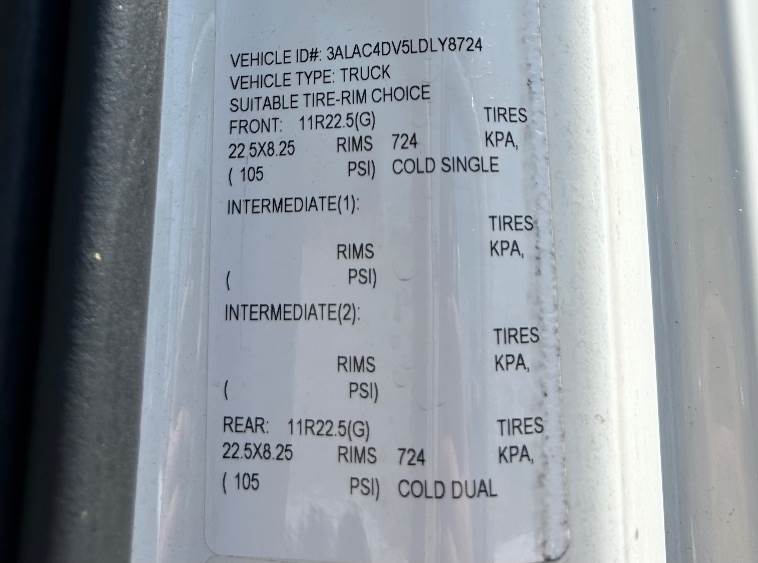 VEHICLE ID#: 3ALAC4DV5LDLY8724
VEHICLE TYPE: TRUCK
SUITABLE TIRE-RIM CHOICE
FRONT: 11R22.5(G) TIRES
22.5X8.25 RIMS 724 KPA,
( 105 PSI) COLD SINGLE
INTERMEDIATE(1):
TIRES
RIMS KPA,
( PSI)
INTERMEDIATE(2):
TIRES
RIMS KPA,
( PSI)
REAR: 11R22.5(G) TIRES
22.5X8.25 RIMS 724 KPA,
( 105 PSI) COLD DUAL